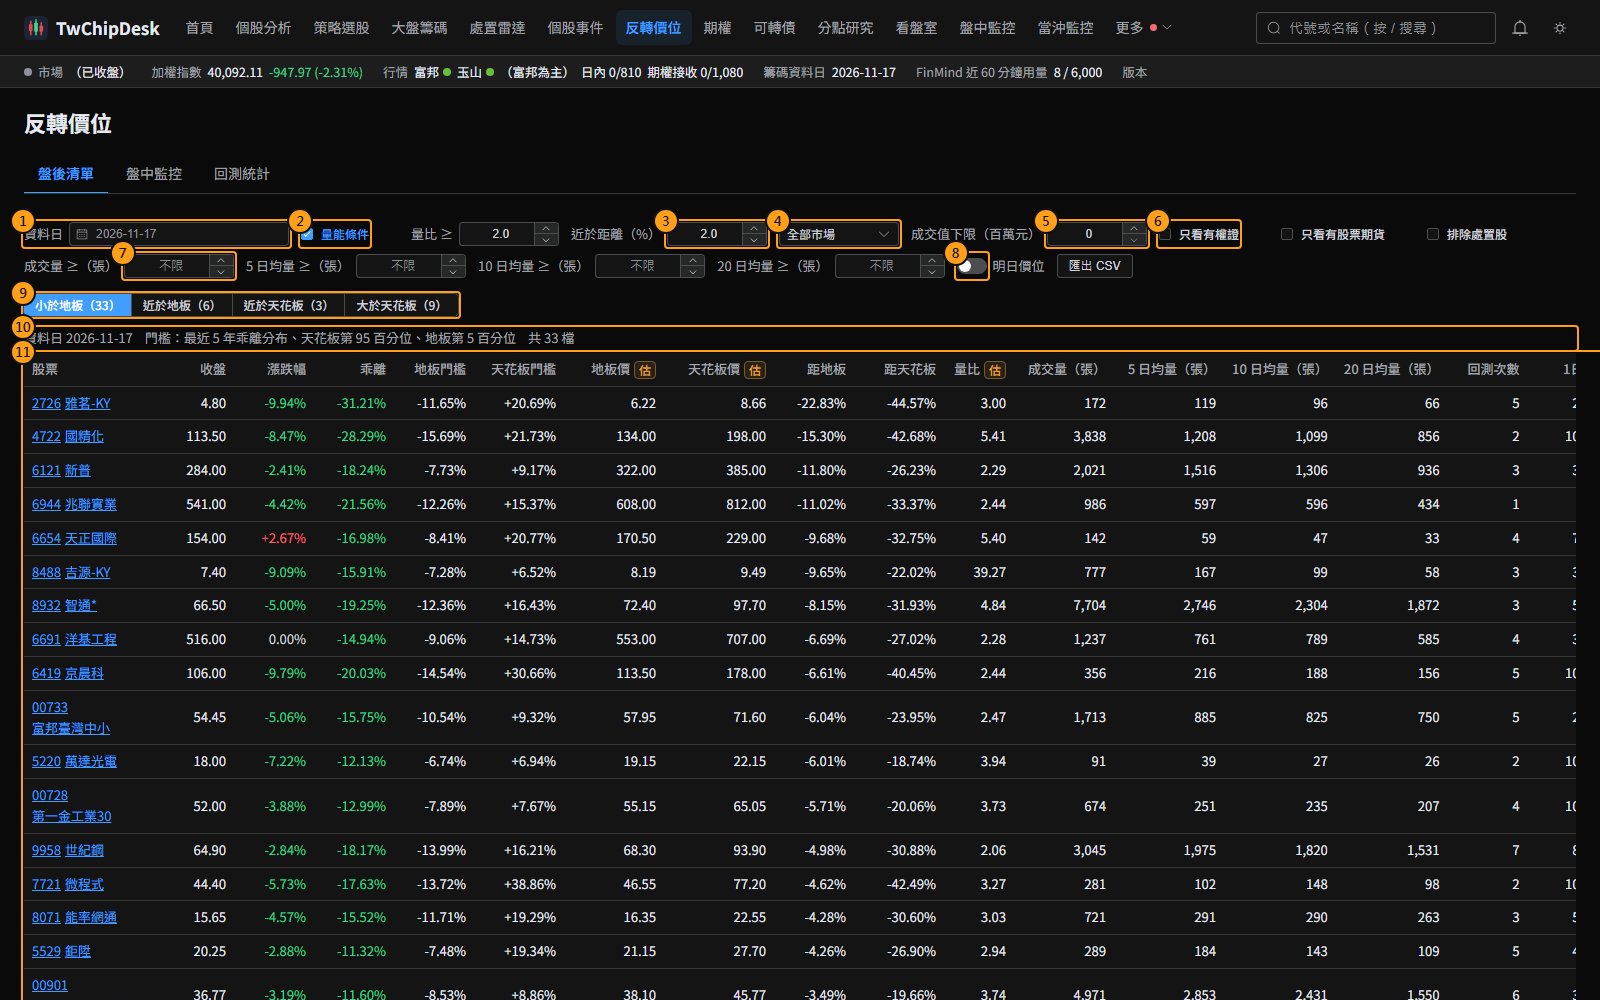 TwChipDesk 首頁 個股分析 策略選股 大盤籌碼 處置雷達 個股事件 反轉價位 期權 可轉債 分點研究 看盤室 盤中監控 當沖監控 更多 代號或名稱（按 / 搜尋）
市場 （已收盤） 加權指數 40,092.11 -947.97 (-2.31%) 行情 富邦 玉山 （富邦為主） 日內 0/810 期權接收 0/1,080 籌碼資料日 2026-11-17 FinMind 近 60 分鐘用量 8 / 6,000 版本
反轉價位
盤後清單 盤中監控 回測統計
1 2 3 4 5 6
資料日 2026-11-17 量能條件 量比 ≥ 2.0 近於距離（%） 2.0 全部市場 成交值下限（百萬元） 0 只看有權證 只看有股票期貨 排除處置股
7 8
成交量 ≥（張） 不限 5 日均量 ≥（張） 不限 10 日均量 ≥（張） 不限 20 日均量 ≥（張） 不限 明日價位 匯出 CSV
9
小於地板（33） 近於地板（6） 近於天花板（3） 大於天花板（9）
10
資料日 2026-11-17 門檻：最近 5 年乖離分布、天花板第 95 百分位、地板第 5 百分位 共 33 檔
11
股票 收盤 漲跌幅 乖離 地板門檻 天花板門檻 地板價 估 天花板價 估 距地板 距天花板 量比 估 成交量（張） 5 日均量（張） 10 日均量（張） 20 日均量（張） 回測次數
2726 雅茗-KY 4.80 -9.94% -31.21% -11.65% +20.69% 6.22 8.66 -22.83% -44.57% 3.00 172 119 96 66 5
4722 國精化 113.50 -8.47% -28.29% -15.69% +21.73% 134.00 198.00 -15.30% -42.68% 5.41 3,838 1,208 1,099 856 2
6121 新普 284.00 -2.41% -18.24% -7.73% +9.17% 322.00 385.00 -11.80% -26.23% 2.29 2,021 1,516 1,306 936 3
6944 兆聯實業 541.00 -4.42% -21.56% -12.26% +15.37% 608.00 812.00 -11.02% -33.37% 2.44 986 597 596 434 1
6654 天正國際 154.00 +2.67% -16.98% -8.41% +20.77% 170.50 229.00 -9.68% -32.75% 5.40 142 59 47 33 4
8488 吉源-KY 7.40 -9.09% -15.91% -7.28% +6.52% 8.19 9.49 -9.65% -22.02% 39.27 777 167 99 58 3
8932 智通* 66.50 -5.00% -19.25% -12.36% +16.43% 72.40 97.70 -8.15% -31.93% 4.84 7,704 2,746 2,304 1,872 3
6691 洋基工程 516.00 0.00% -14.94% -9.06% +14.73% 553.00 707.00 -6.69% -27.02% 2.28 1,237 761 789 585 4
6419 京晨科 106.00 -9.79% -20.03% -14.54% +30.66% 113.50 178.00 -6.61% -40.45% 2.44 356 216 188 156 5
00733
富邦臺灣中小 54.45 -5.06% -15.75% -10.54% +9.32% 57.95 71.60 -6.04% -23.95% 2.47 1,713 885 825 750 5
5220 萬達光電 18.00 -7.22% -12.13% -6.74% +6.94% 19.15 22.15 -6.01% -18.74% 3.94 91 39 27 26 2
00728
第一金工業30 52.00 -3.88% -12.99% -7.89% +7.67% 55.15 65.05 -5.71% -20.06% 3.73 674 251 235 207 4
9958 世紀鋼 64.90 -2.84% -18.17% -13.99% +16.21% 68.30 93.90 -4.98% -30.88% 2.06 3,045 1,975 1,820 1,531 7
7721 微程式 44.40 -5.73% -17.63% -13.72% +38.86% 46.55 77.20 -4.62% -42.49% 3.27 281 102 148 98 2
8071 能率網通 15.65 -4.57% -15.52% -11.71% +19.29% 16.35 22.55 -4.28% -30.60% 3.03 721 291 290 263 3
5529 鉅陞 20.25 -2.88% -11.32% -7.48% +19.34% 21.15 27.70 -4.26% -26.90% 2.94 289 184 143 109 5
00901
36.77 -3.19% -11.60% -8.53% +8.86% 38.10 45.77 -3.49% -19.66% 3.74 4,971 2,853 2,431 1,550 6